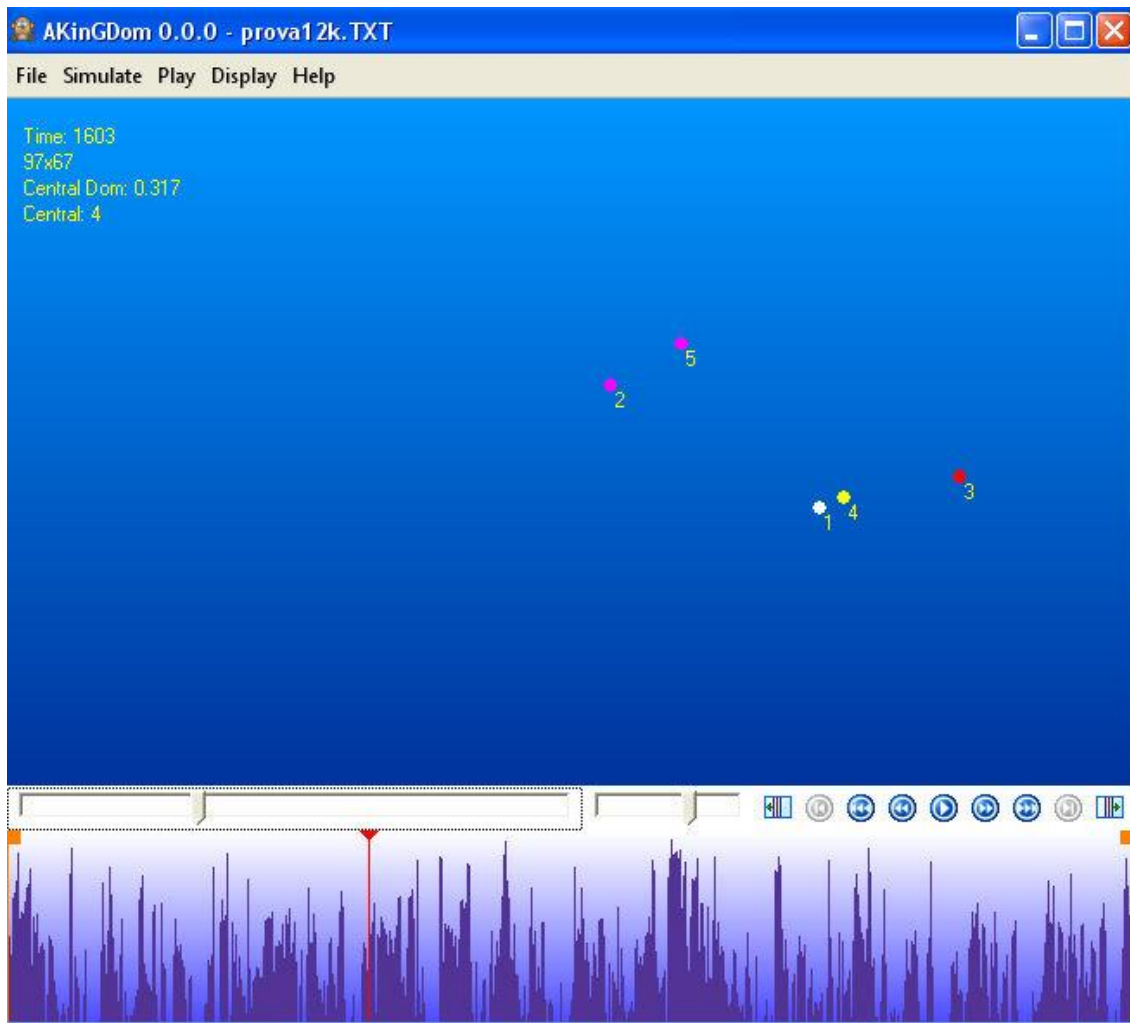 AKinGDom 0.0.0 - prova12k.TXT
File Simulate Play Display Help
Time: 1603
97x67
Central Dom: 0.317
Central: 4
5
2
3
4
1